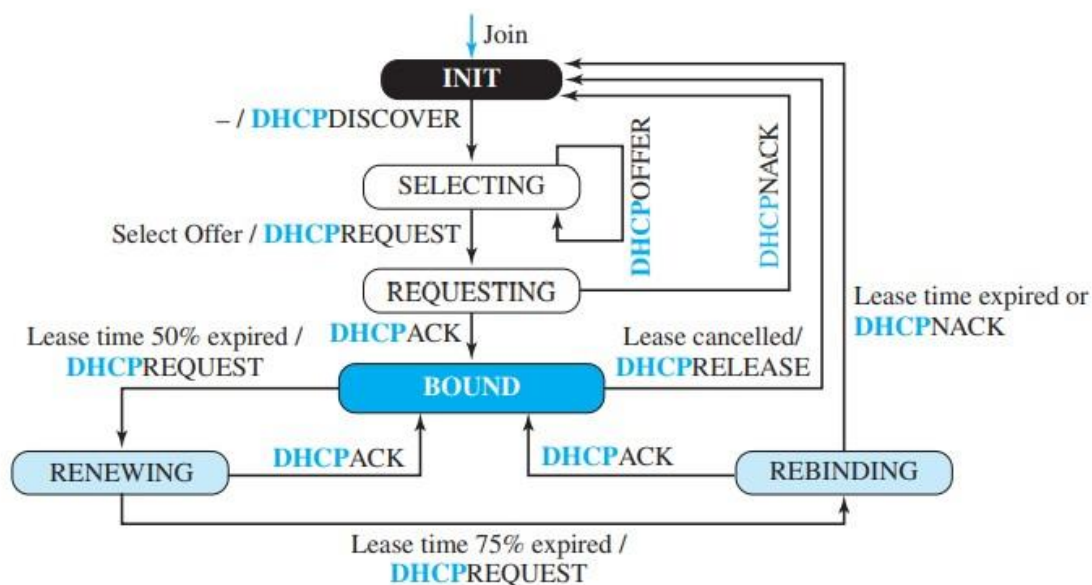 Join
INIT
– / DHCPDISCOVER
SELECTING
DHCPOFFER
DHCPNACK
Select Offer / DHCPREQUEST
REQUESTING
Lease time expired or
DHCPNACK
Lease time 50% expired /
DHCPREQUEST
DHCPACK
Lease cancelled/
DHCPRELEASE
BOUND
RENEWING
DHCPACK
DHCPACK
REBINDING
Lease time 75% expired /
DHCPREQUEST